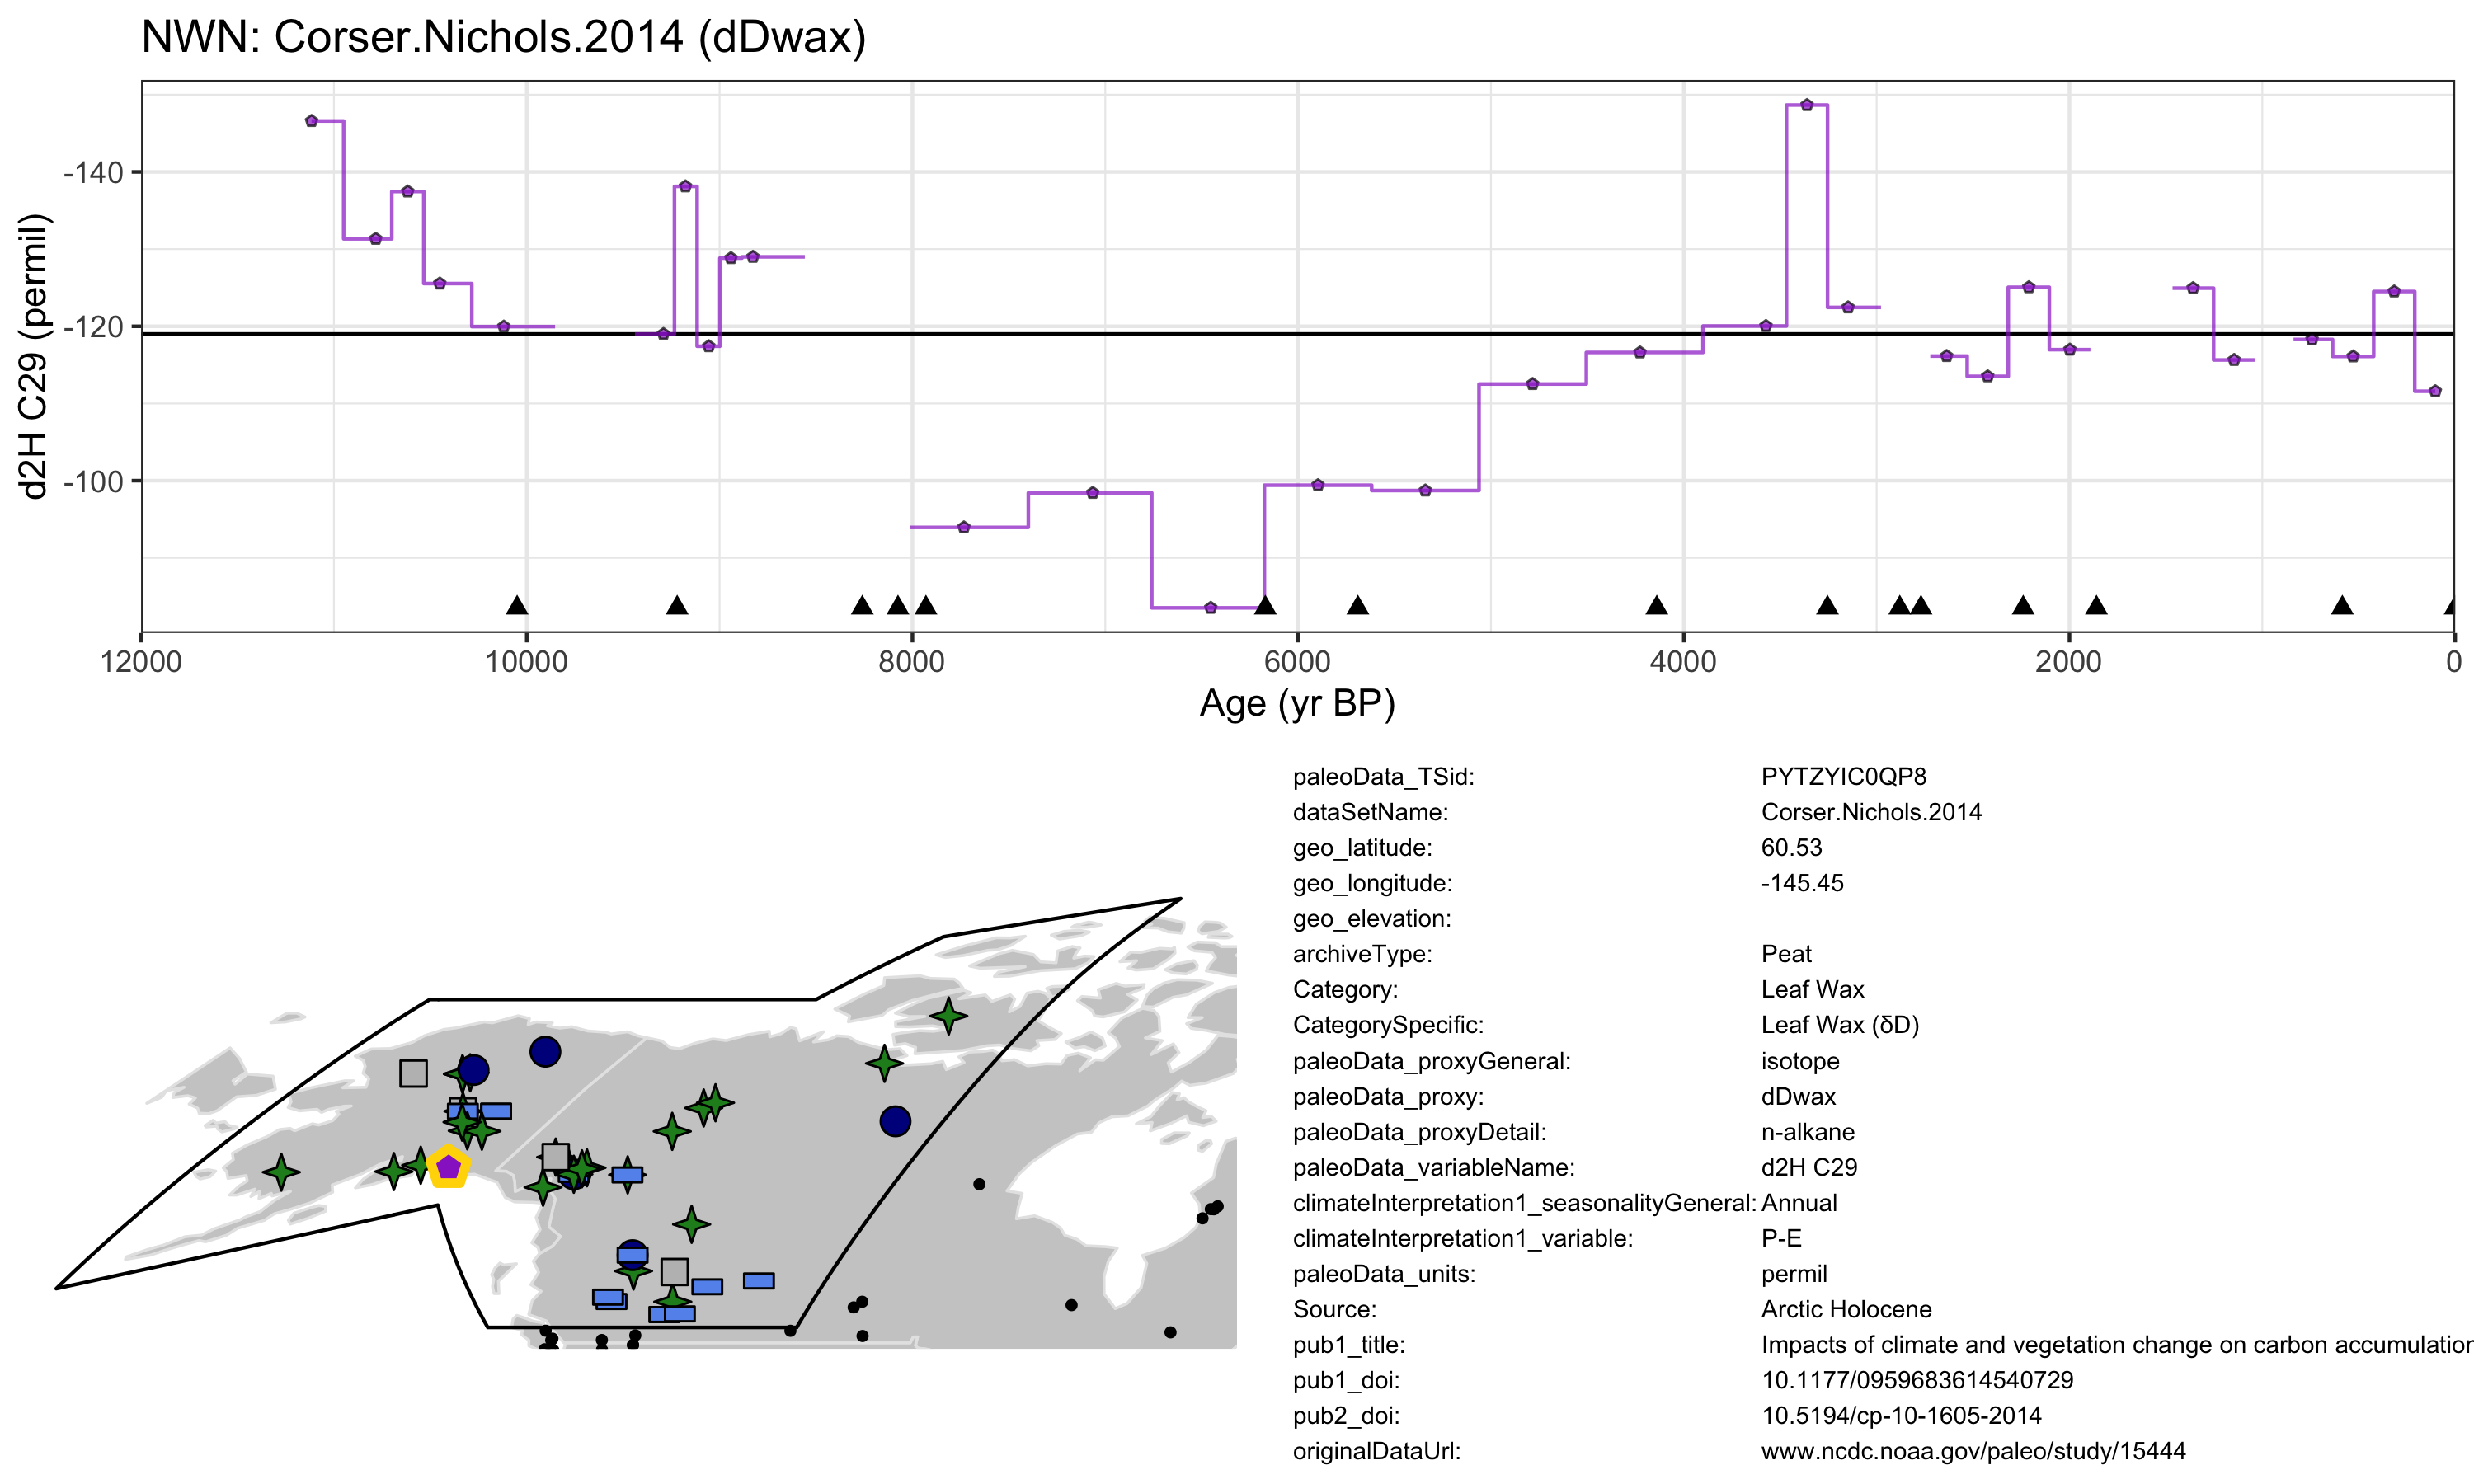 NWN: Corser.Nichols.2014 (dDwax)
d2H C29 (permil)
-140
-120
-100
12000 10000 8000 6000 4000 2000 0
Age (yr BP)
paleoData_TSid: PYTZYIC0QP8
dataSetName: Corser.Nichols.2014
geo_latitude: 60.53
geo_longitude: -145.45
geo_elevation:
archiveType: Peat
Category: Leaf Wax
CategorySpecific: Leaf Wax (δD)
paleoData_proxyGeneral: isotope
paleoData_proxy: dDwax
paleoData_proxyDetail: n-alkane
paleoData_variableName: d2H C29
climateInterpretation1_seasonalityGeneral: Annual
climateInterpretation1_variable: P-E
paleoData_units: permil
Source: Arctic Holocene
pub1_title: Impacts of climate and vegetation change on carbon accumulation
pub1_doi: 10.1177/0959683614540729
pub2_doi: 10.5194/cp-10-1605-2014
originalDataUrl: www.ncdc.noaa.gov/paleo/study/15444